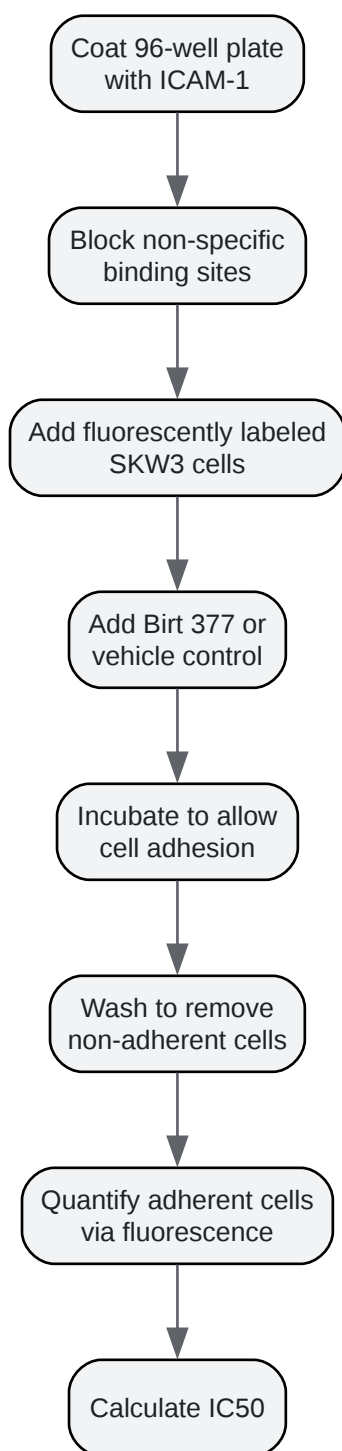 Coat 96-well plate
with ICAM-1
Block non-specific
binding sites
Add fluorescently labeled
SKW3 cells
Add Birt 377 or
vehicle control
Incubate to allow
cell adhesion
Wash to remove
non-adherent cells
Quantify adherent cells
via fluorescence
Calculate IC50